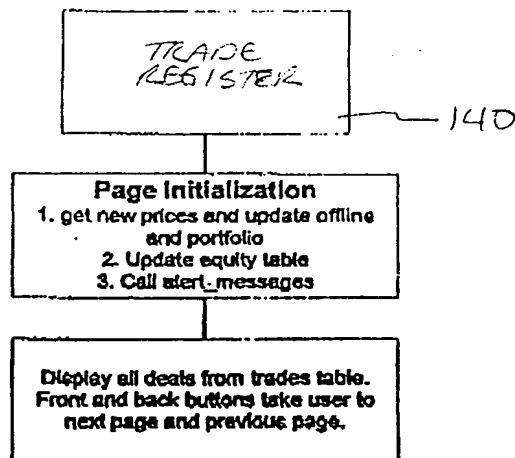 TRADE
REGISTER
140
Page Initialization
1. get new prices and update offline
and portfolio
2. Update equity table
3. Call alert_messages
Display all deals from trades table.
Front and back buttons take user to
next page and previous page.